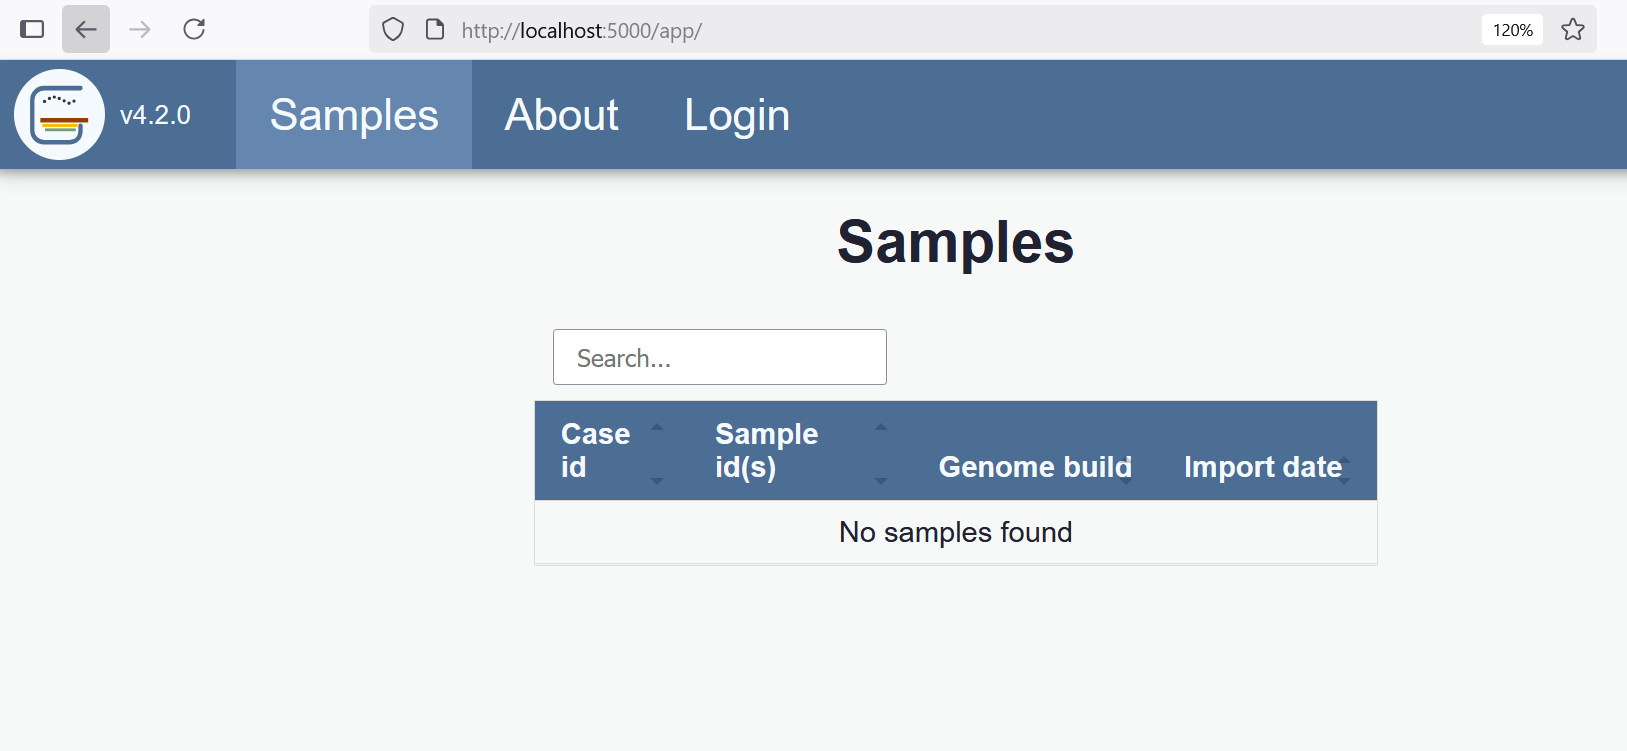 http://localhost:5000/app/
120%
v4.2.0
Samples
About
Login
Samples
Search...
Case id
Sample id(s)
Genome build
Import date
No samples found